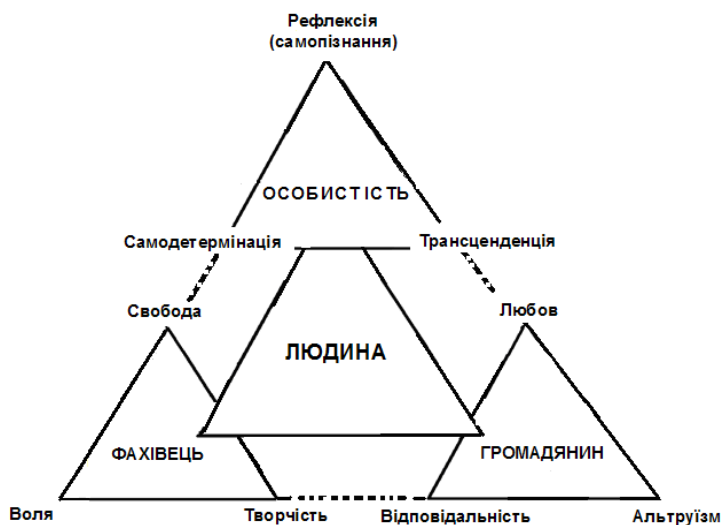 Рефлексія
(самопізнання)
ОСОБИСТІСТЬ
Самодетермінація
Трансценденція
Свобода
Любов
ЛЮДИНА
ФАХІВЕЦЬ
ГРОМАДЯНИН
Воля
Творчість
Відповідальність
Альтруїзм